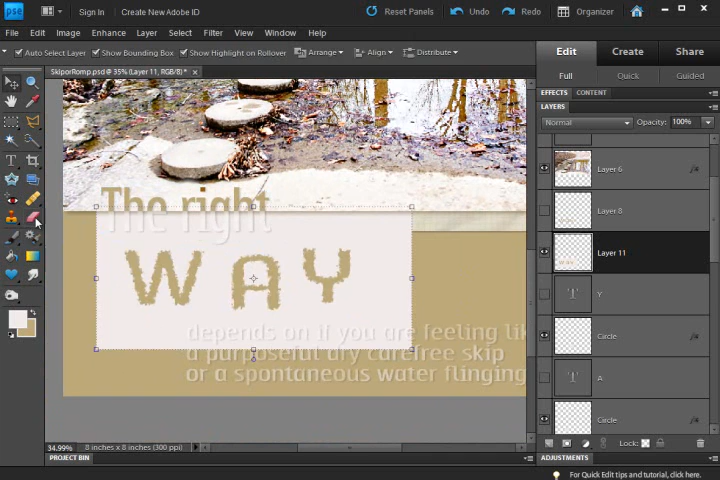 pse Sign In Create New Adobe ID Reset Panels Undo Redo Organizer
File Edit Image Enhance Layer Select Filter View Window Help
Auto Select Layer Show Bounding Box Show Highlight on Rollover Arrange Align Distribute
Edit Create Share
SkiporRomp.psd @ 35% (Layer 11, RGB/8) * ×
Full Quick Guided
EFFECTS CONTENT
LAYERS
Normal Opacity: 100%
Layer 6
The right
Layer 8
WAY
Layer 11
T Y
depends on if you are feeling lik
Circle
a purposeful dry carefree skip
or a spontaneous water flinging
T A
Circle
34.99% 8 inches x 8 inches (300 ppi)
Lock:
PROJECT BIN
ADJUSTMENTS
For Quick Edit tips and tutorial, click here.